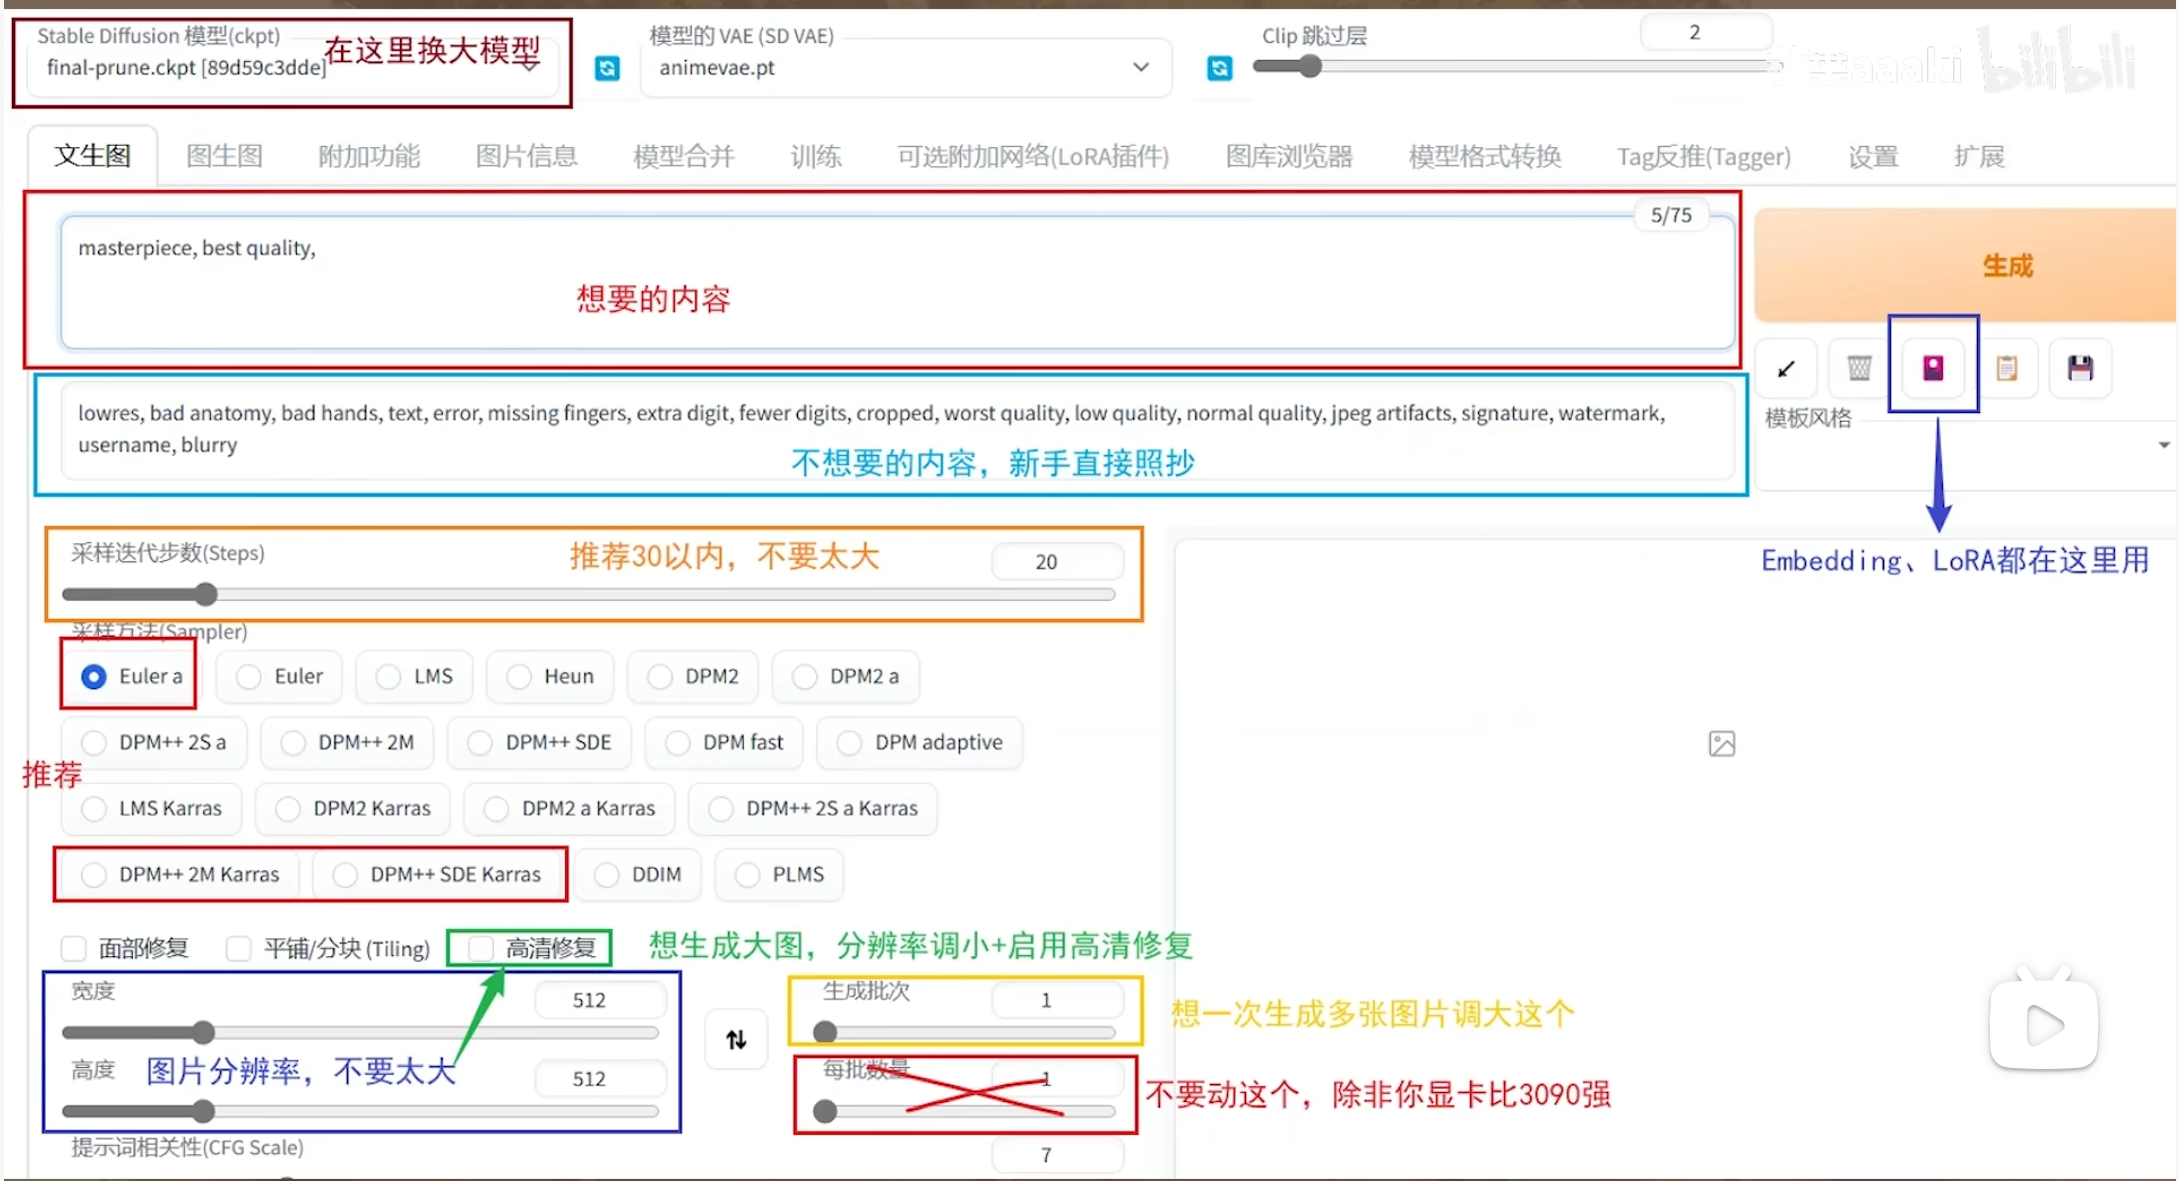 Stable Diffusion 模型(ckpt)
在这里换大模型
final-prune.ckpt [89d59c3dde]
模型的 VAE (SD VAE)
animevae.pt
Clip 跳过层
2
aaaki
bilibili
文生图
图生图
附加功能
图片信息
模型合并
训练
可选附加网络(LoRA插件)
图库浏览器
模型格式转换
Tag反推(Tagger)
设置
扩展
5/75
masterpiece, best quality,
想要的内容
生成
lowres, bad anatomy, bad hands, text, error, missing fingers, extra digit, fewer digits, cropped, worst quality, low quality, normal quality, jpeg artifacts, signature, watermark,
username, blurry
不想要的内容，新手直接照抄
模板风格
Embedding、LoRA都在这里用
采样迭代步数(Steps)
推荐30以内，不要太大
20
采样方法(Sampler)
Euler a
Euler
LMS
Heun
DPM2
DPM2 a
DPM++ 2S a
DPM++ 2M
DPM++ SDE
DPM fast
DPM adaptive
推荐
LMS Karras
DPM2 Karras
DPM2 a Karras
DPM++ 2S a Karras
DPM++ 2M Karras
DPM++ SDE Karras
DDIM
PLMS
面部修复
平铺/分块 (Tiling)
高清修复
想生成大图，分辨率调小+启用高清修复
宽度
512
生成批次
1
想一次生成多张图片调大这个
高度
图片分辨率，不要太大
512
每批数量
1
不要动这个，除非你显卡比3090强
提示词相关性(CFG Scale)
7